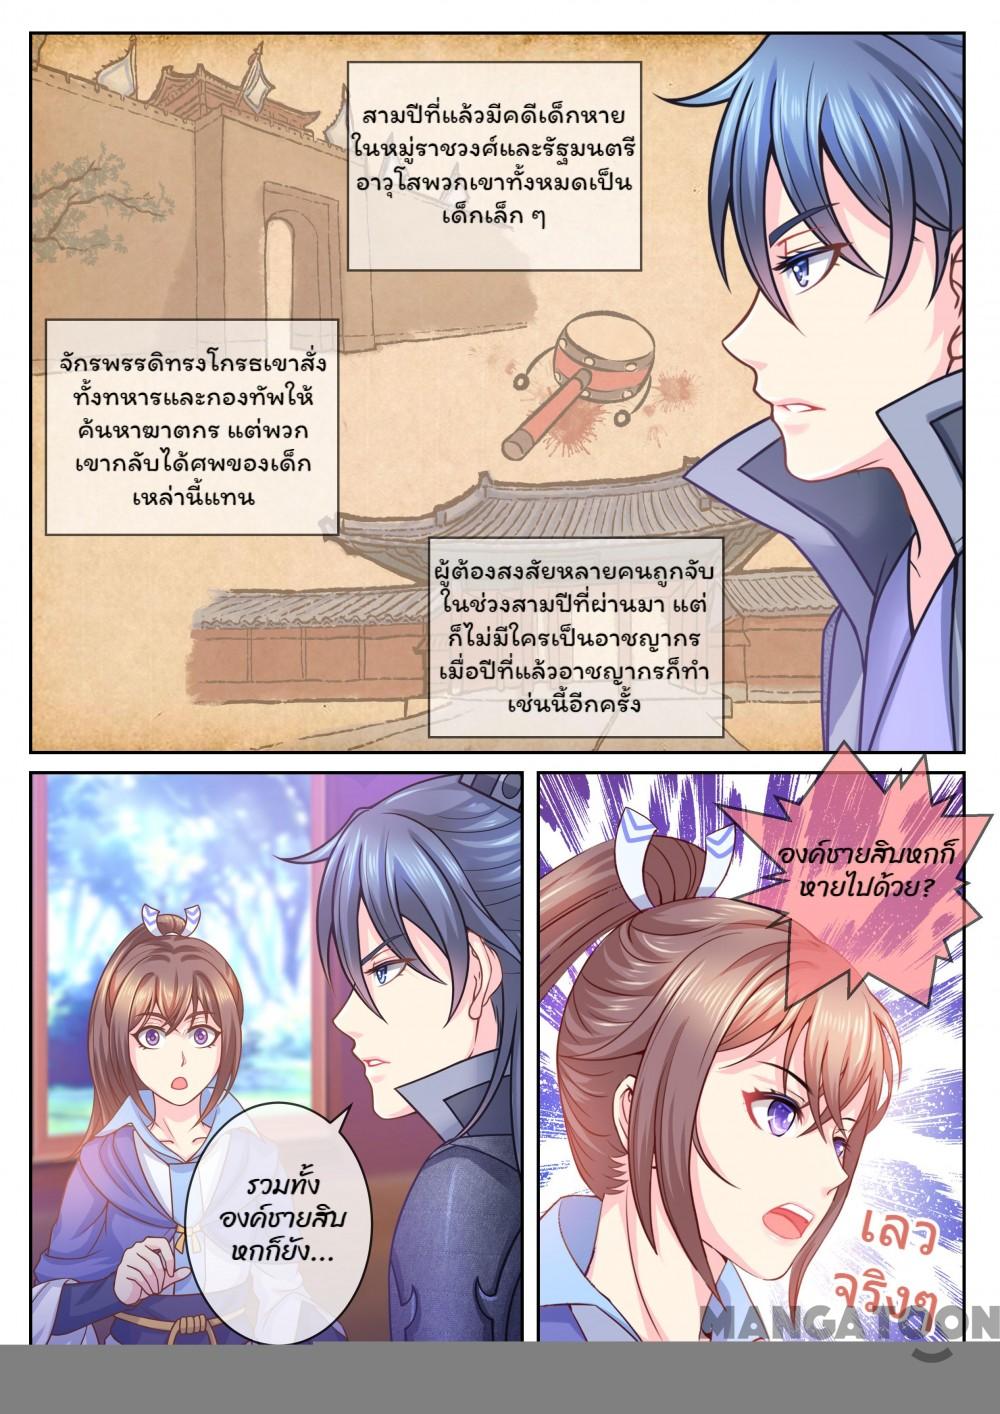 สามปีที่แล้วมีคดีเด็กหาย
ในหมู่ราชวงศ์และรัฐมนตรี
อาวุโสพวกเขาทั้งหมดเป็น
เด็กเล็ก ๆ
จักรพรรดิทรงโกรธเขาสั่ง
ทั้งทหารและกองทัพให้
ค้นหาฆาตกร แต่พวก
เขากลับได้ศพของเด็ก
เหล่านี้แทน
ผู้ต้องสงสัยหลายคนถูกจับ
ในช่วงสามปีที่ผ่านมา แต่
ก็ไม่มีใครเป็นอาชญากร
เมื่อปีที่แล้วอาชญากรก็ทำ
เช่นนี้อีกครั้ง
รวมทั้ง
องค์ชายสิบ
หกก็ยัง...
องค์ชายสิบหกก็
หายไปด้วย?
เลว
จริงๆ
MANGATOON